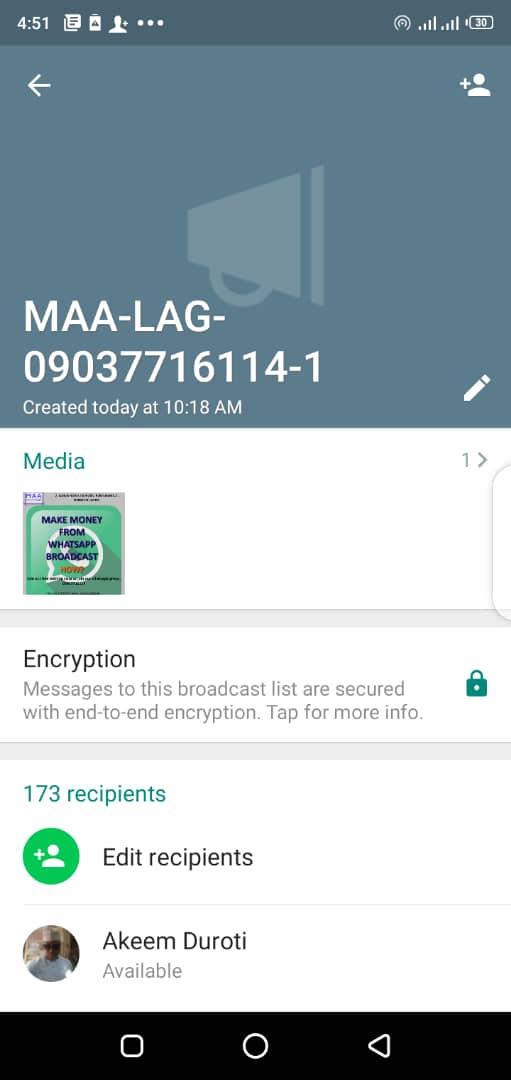 4:51
30
MAA-LAG-
09037716114-1
Created today at 10:18 AM
Media
1
MAA
MAKE MONEY
FROM
WHATSAPP
BROADCAST
NOW!!
Encryption
Messages to this broadcast list are secured
with end-to-end encryption. Tap for more info.
173 recipients
Edit recipients
Akeem Duroti
Available